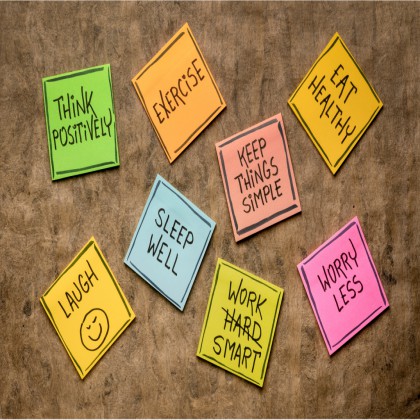 THINK
POSITIVELY
EXERCISE
EAT
HEALTHY
KEEP
THINGS
SIMPLE
SLEEP
WELL
WORRY
LESS
LAUGH
WORK
HARD
SMART